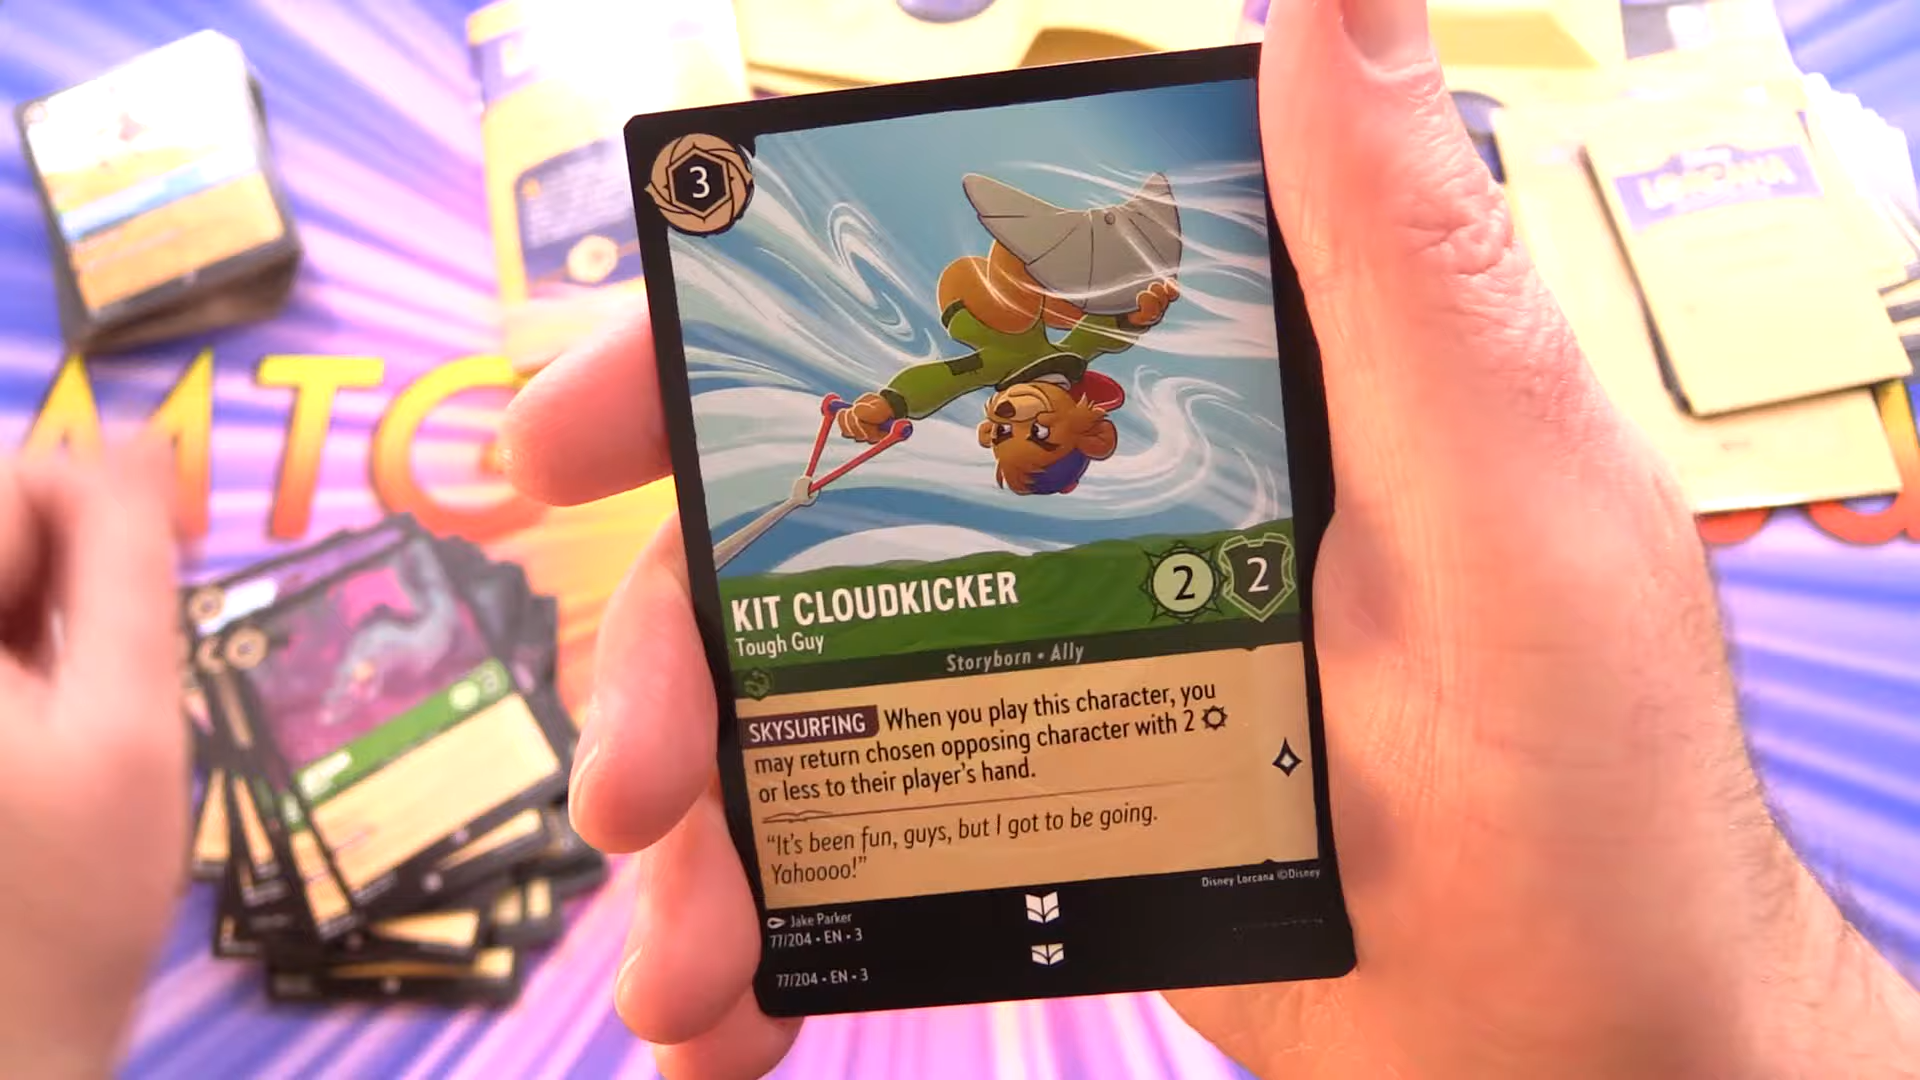 MTG
LORCANA
3
KIT CLOUDKICKER
2
2
Tough Guy
Storyborn • Ally
SKYSURFING When you play this character, you
may return chosen opposing character with 2
or less to their player's hand.
"It's been fun, guys, but I got to be going.
Yahoooo!"
Disney Lorcana ©Disney
Jake Parker
77/204 • EN • 3
77/204 • EN • 3